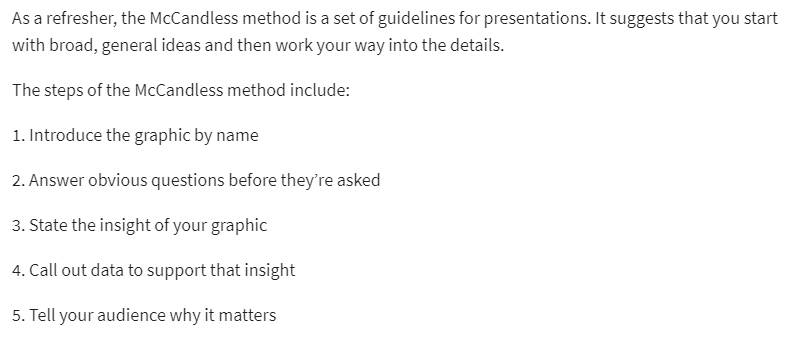 As a refresher, the McCandless method is a set of guidelines for presentations. It suggests that you start
with broad, general ideas and then work your way into the details.
The steps of the McCandless method include:
1. Introduce the graphic by name
2. Answer obvious questions before they’re asked
3. State the insight of your graphic
4. Call out data to support that insight
5. Tell your audience why it matters